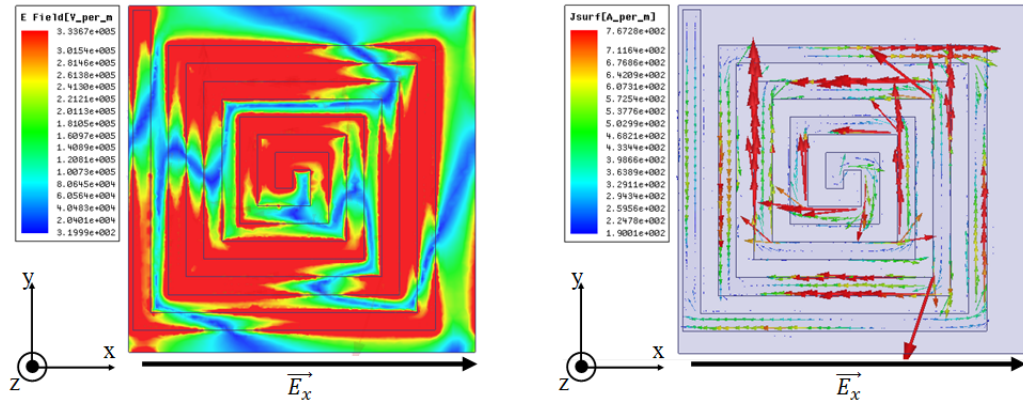 E Field[V_per_m
3.3367e+005
3.0154e+005
2.8146e+005
2.6138e+005
2.4130e+005
2.2121e+005
2.0113e+005
1.8105e+005
1.6097e+005
1.4089e+005
1.2081e+005
1.0073e+005
8.0645e+004
6.0564e+004
4.0483e+004
2.0401e+004
3.1999e+002
y
x
z
E⃗x
Jsurf[A_per_m]
7.6728e+002
7.1164e+002
6.7686e+002
6.4209e+002
6.0731e+002
5.7254e+002
5.3776e+002
5.0299e+002
4.6821e+002
4.3344e+002
3.9866e+002
3.6389e+002
3.2911e+002
2.9434e+002
2.5956e+002
2.2478e+002
1.9001e+002
y
x
z
E⃗x